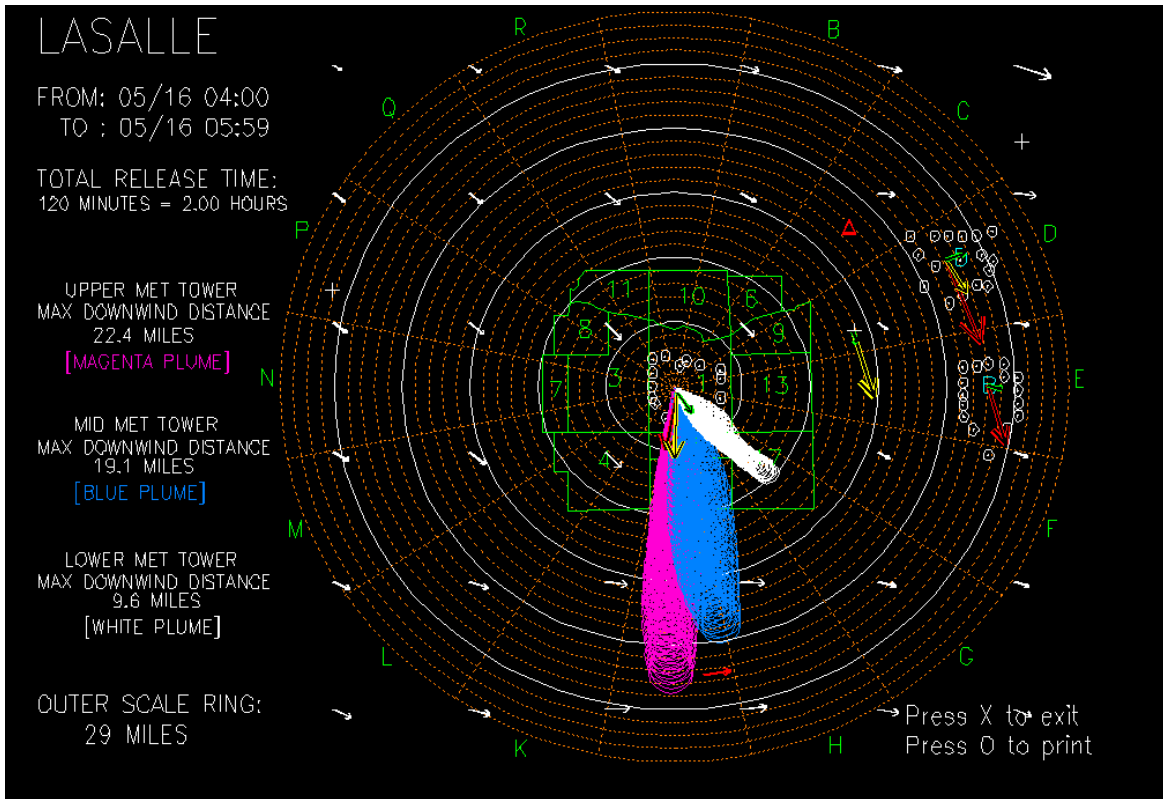 LASALLE
FROM: 05/16 04:00
TO : 05/16 05:59
TOTAL RELEASE TIME:
120 MINUTES = 2.00 HOURS
UPPER MET TOWER
MAX DOWNWIND DISTANCE
22.4 MILES
[MAGENTA PLUME]
MID MET TOWER
MAX DOWNWIND DISTANCE
19.1 MILES
[BLUE PLUME]
LOWER MET TOWER
MAX DOWNWIND DISTANCE
9.6 MILES
[WHITE PLUME]
OUTER SCALE RING:
29 MILES
R
B
Q
C
P
D
N
E
M
F
L
G
K
H
11
10
6
8
9
7
3
1
13
4
7
Press X to exit
Press O to print